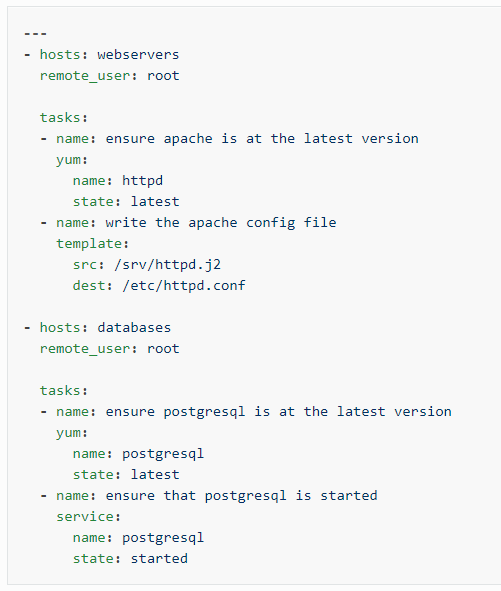 ---
- hosts: webservers
  remote_user: root

  tasks:
  - name: ensure apache is at the latest version
    yum:
      name: httpd
      state: latest
  - name: write the apache config file
    template:
      src: /srv/httpd.j2
      dest: /etc/httpd.conf

- hosts: databases
  remote_user: root

  tasks:
  - name: ensure postgresql is at the latest version
    yum:
      name: postgresql
      state: latest
  - name: ensure that postgresql is started
    service:
      name: postgresql
      state: started